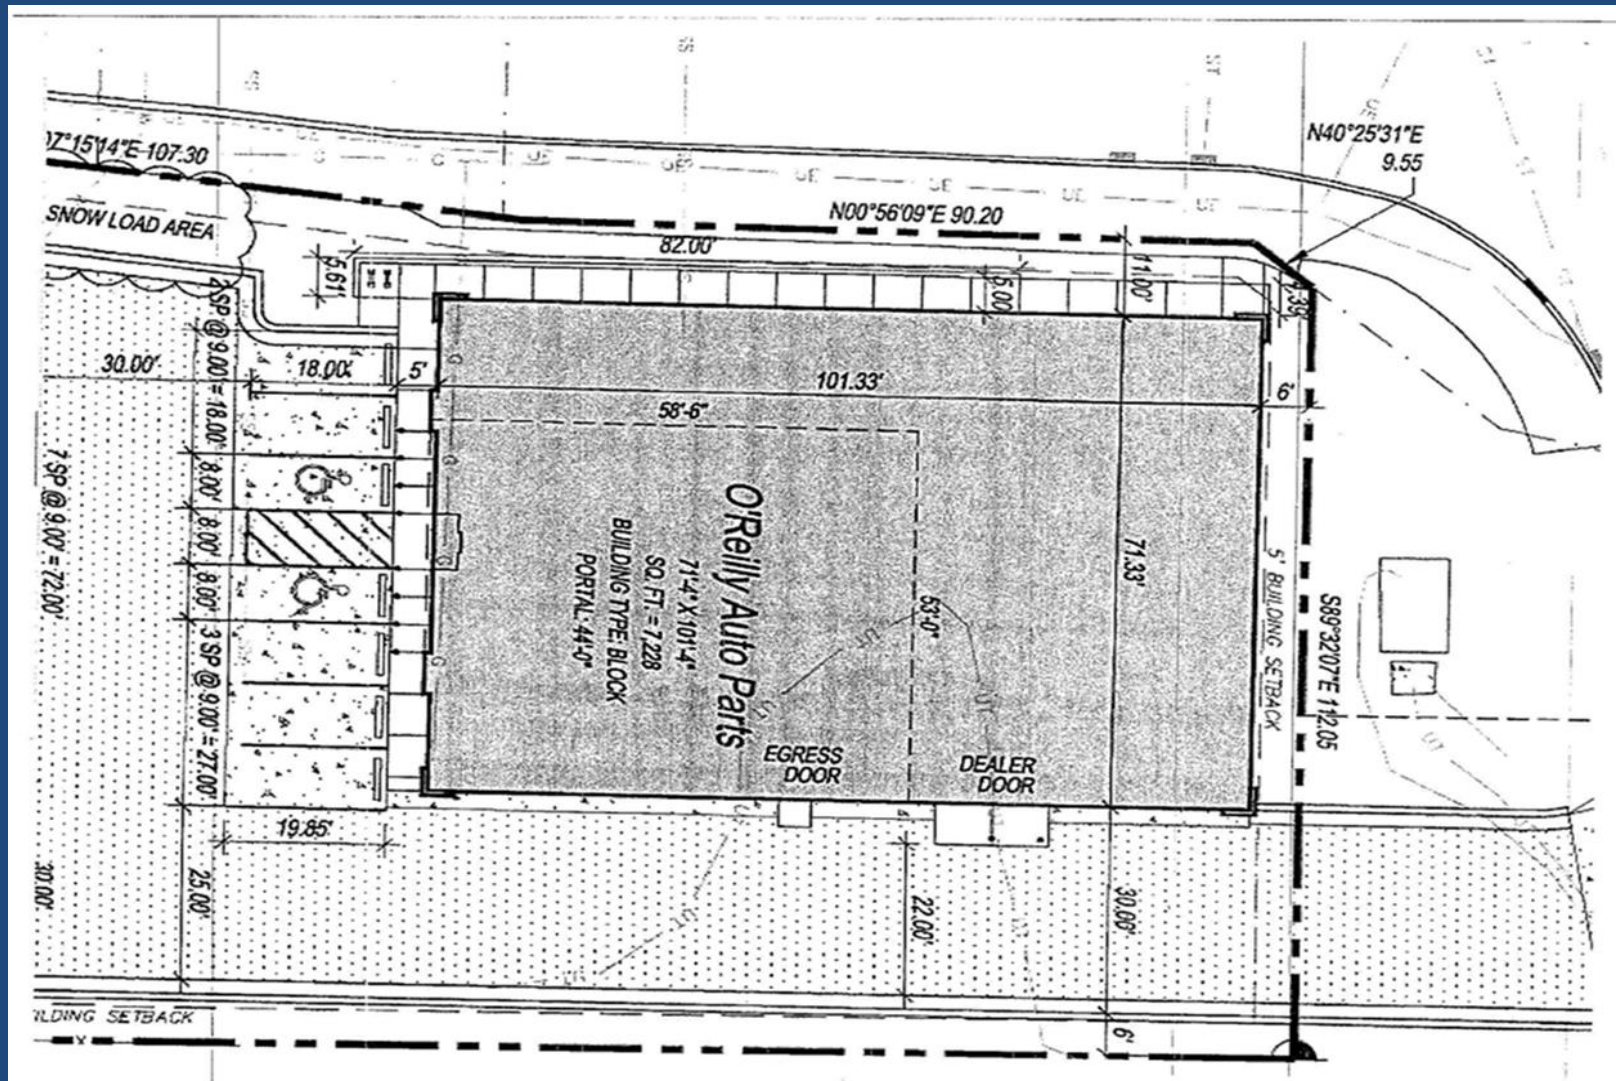 N40°25'31"E
9.55
7°15'14"E 107.30
SNOW LOAD AREA
N00°56'09"E 90.20
82.00'
5.61'
5.00'
11.00'
2 SP @ 9.00' = 18.00'
30.00'
18.00'
5'
101.33'
6'
58'-6"
8.00'
8.00'
8.00'
7 SP @ 9.00' = 72.00'
3 SP @ 9.00' = 27.00'
O'Reilly Auto Parts
71'-4" X 101'-4"
SQ. FT. = 7,228
BUILDING TYPE: BLOCK
PORTAL: 44'-0"
53'-0"
71.33'
5' BUILDING SETBACK
S89°32'07"E 112.05
EGRESS
DOOR
DEALER
DOOR
19.85'
25.00'
30.00'
22.00'
30.00'
ILDING SETBACK